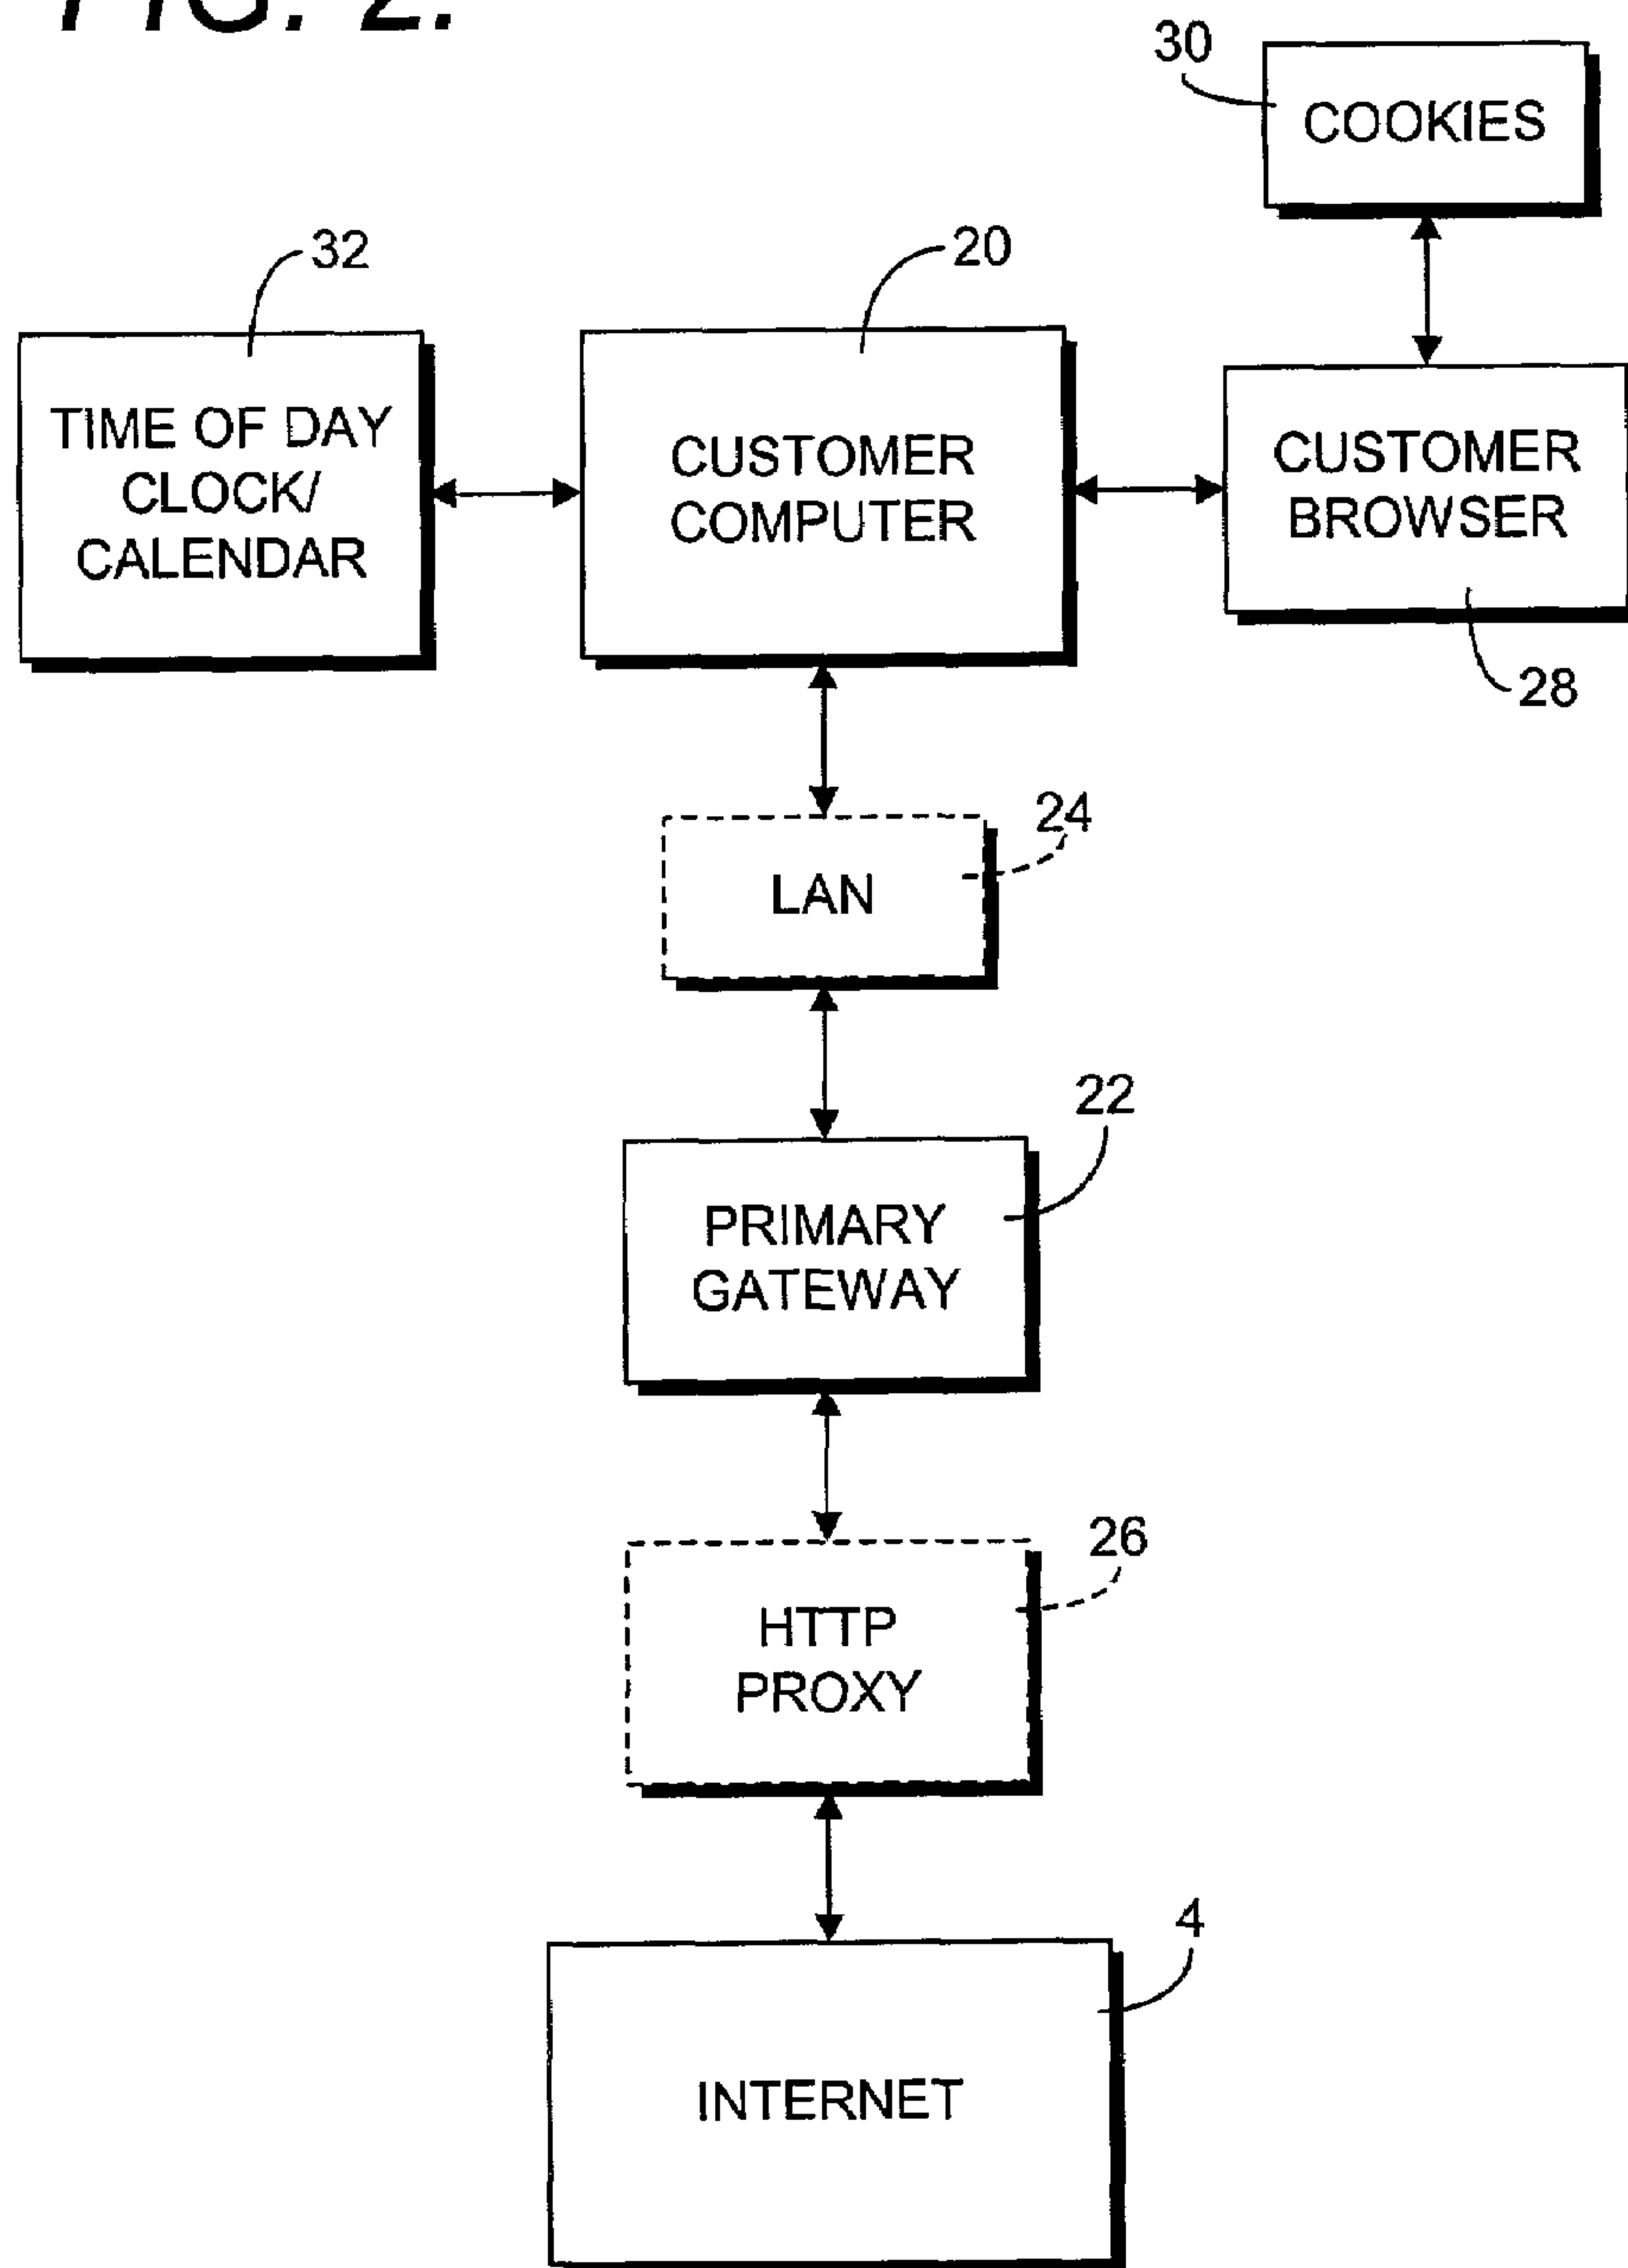 FIG. 2.
30
COOKIES
32
20
TIME OF DAY
CLOCK/
CALENDAR
CUSTOMER
COMPUTER
CUSTOMER
BROWSER
28
24
LAN
22
PRIMARY
GATEWAY
26
HTTP
PROXY
4
INTERNET